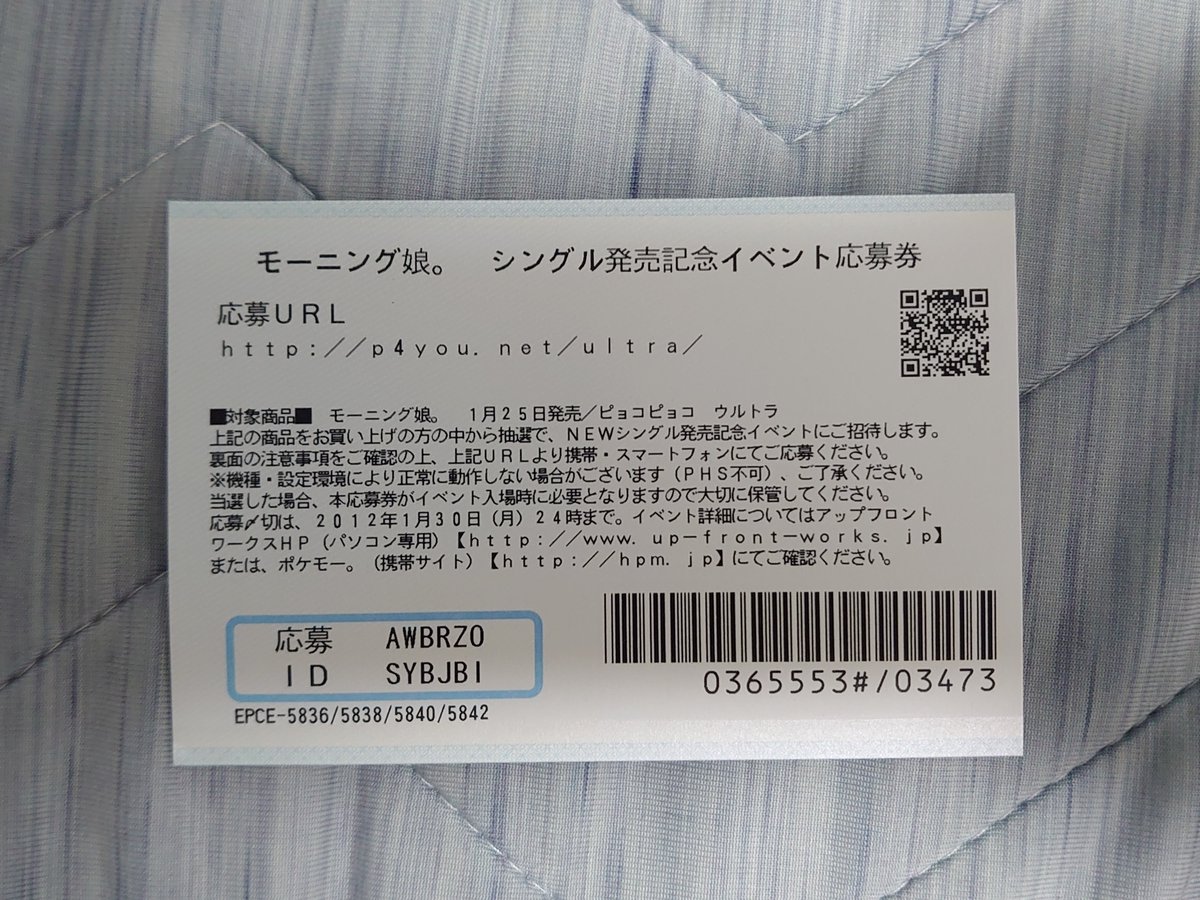 モーニング娘。　シングル発売記念イベント応募券
応募ＵＲＬ
ｈｔｔｐ：／／ｐ４ｙｏｕ．ｎｅｔ／ｕｌｔｒａ／
■対象商品■　モーニング娘。　１月２５日発売／ピョコピョコ　ウルトラ
上記の商品をお買い上げの方の中から抽選で、ＮＥＷシングル発売記念イベントにご招待します。
裏面の注意事項をご確認の上、上記ＵＲＬより携帯・スマートフォンにてご応募ください。
※機種・設定環境により正常に動作しない場合がございます（ＰＨＳ不可）、ご了承ください。
当選した場合、本応募券がイベント入場時に必要となりますので大切に保管してください。
応募〆切は、２０１２年１月３０日（月）２４時まで。イベント詳細についてはアップフロント
ワークスＨＰ（パソコン専用）【ｈｔｔｐ：／／ｗｗｗ．ｕｐ－ｆｒｏｎｔ－ｗｏｒｋｓ．ｊｐ】
または、ポケモー。（携帯サイト）【ｈｔｔｐ：／／ｈｐｍ．ｊｐ】にてご確認ください。
応募　AWBRZO
ＩＤ　SYBJBI
EPCE-5836/5838/5840/5842
0365553#/03473